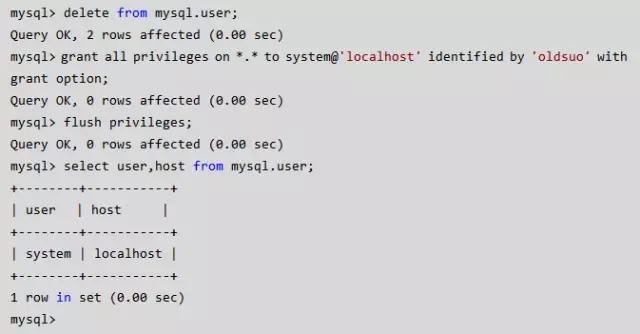 mysql> delete from mysql.user;
Query OK, 2 rows affected (0.00 sec)
mysql> grant all privileges on *.* to system@'localhost' identified by 'oldsuo' with
grant option;
Query OK, 0 rows affected (0.00 sec)
mysql> flush privileges;
Query OK, 0 rows affected (0.00 sec)
mysql> select user,host from mysql.user;
+--------+-----------+
| user   | host      |
+--------+-----------+
| system | localhost |
+--------+-----------+
1 row in set (0.00 sec)
mysql>